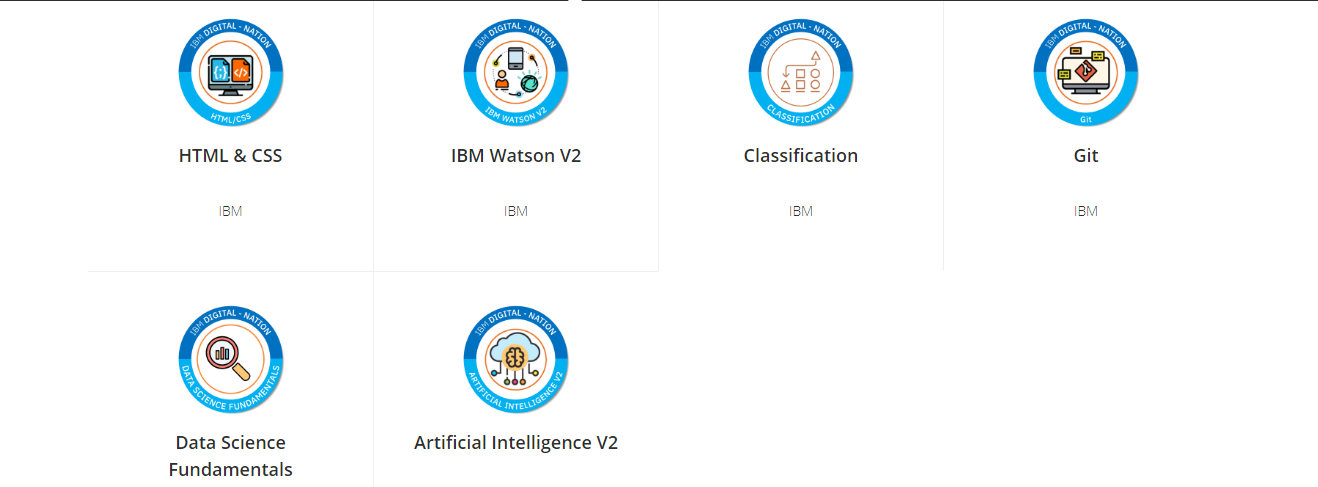 IBM DIGITAL - NATION
HTML/CSS
HTML & CSS
IBM
IBM DIGITAL - NATION
IBM WATSON V2
IBM Watson V2
IBM
IBM DIGITAL - NATION
CLASSIFICATION
Classification
IBM
IBM DIGITAL - NATION
Git
Git
IBM
IBM DIGITAL - NATION
DATA SCIENCE FUNDAMENTALS
Data Science
Fundamentals
IBM DIGITAL - NATION
ARTIFICIAL INTELLIGENCE V2
Artificial Intelligence V2